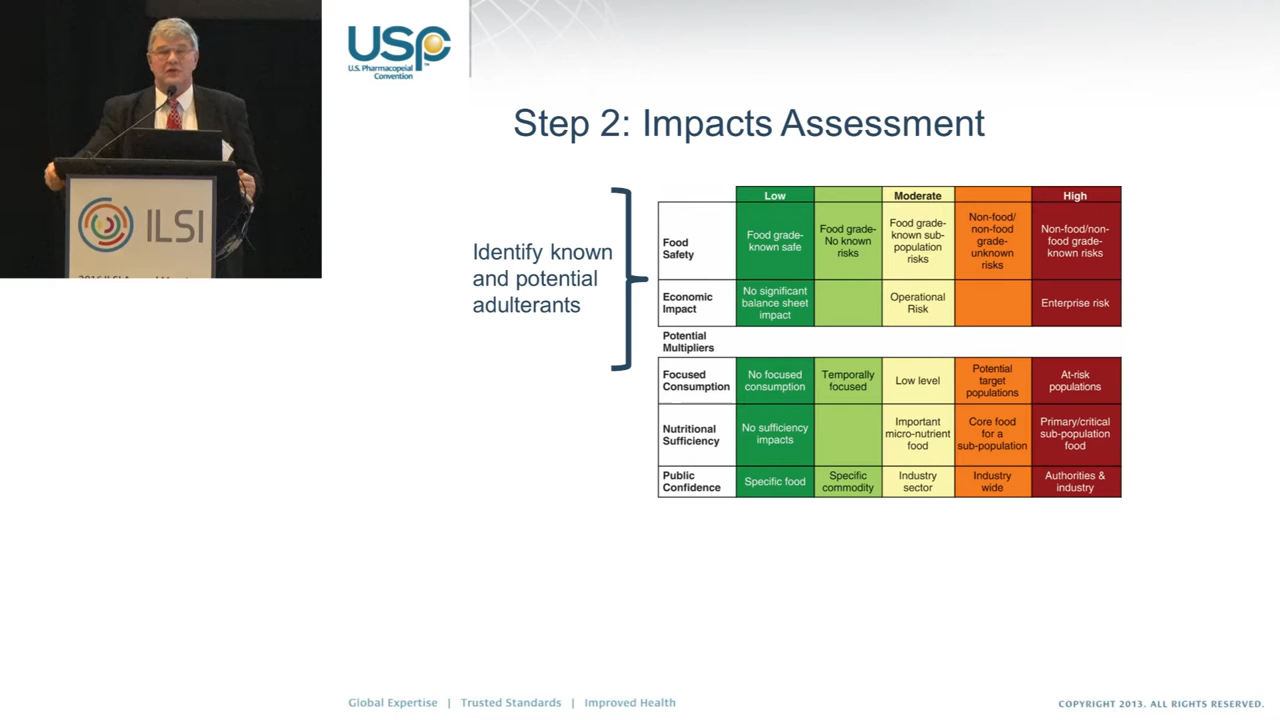 USP
U.S. Pharmacopeial
Convention
™
ILSI
Step 2: Impacts Assessment
Identify known
and potential
adulterants
Low
Moderate
High
Food
Safety
Food grade-
known safe
Food grade-
No known
risks
Food grade-
known sub-
population
risks
Non-food/
non-food
grade-
unknown
risks
Non-food/non-
food grade-
known risks
Economic
Impact
No significant
balance sheet
impact
Operational
Risk
Enterprise risk
Potential
Multipliers
Focused
Consumption
No focused
consumption
Temporally
focused
Low level
Potential
target
populations
At-risk
populations
Nutritional
Sufficiency
No sufficiency
impacts
Important
micro-nutrient
food
Core food
for a
sub-population
Primary/critical
sub-population
food
Public
Confidence
Specific food
Specific
commodity
Industry
sector
Industry
wide
Authorities &
industry
Global Expertise | Trusted Standards | Improved Health
COPYRIGHT 2013. ALL RIGHTS RESERVED.